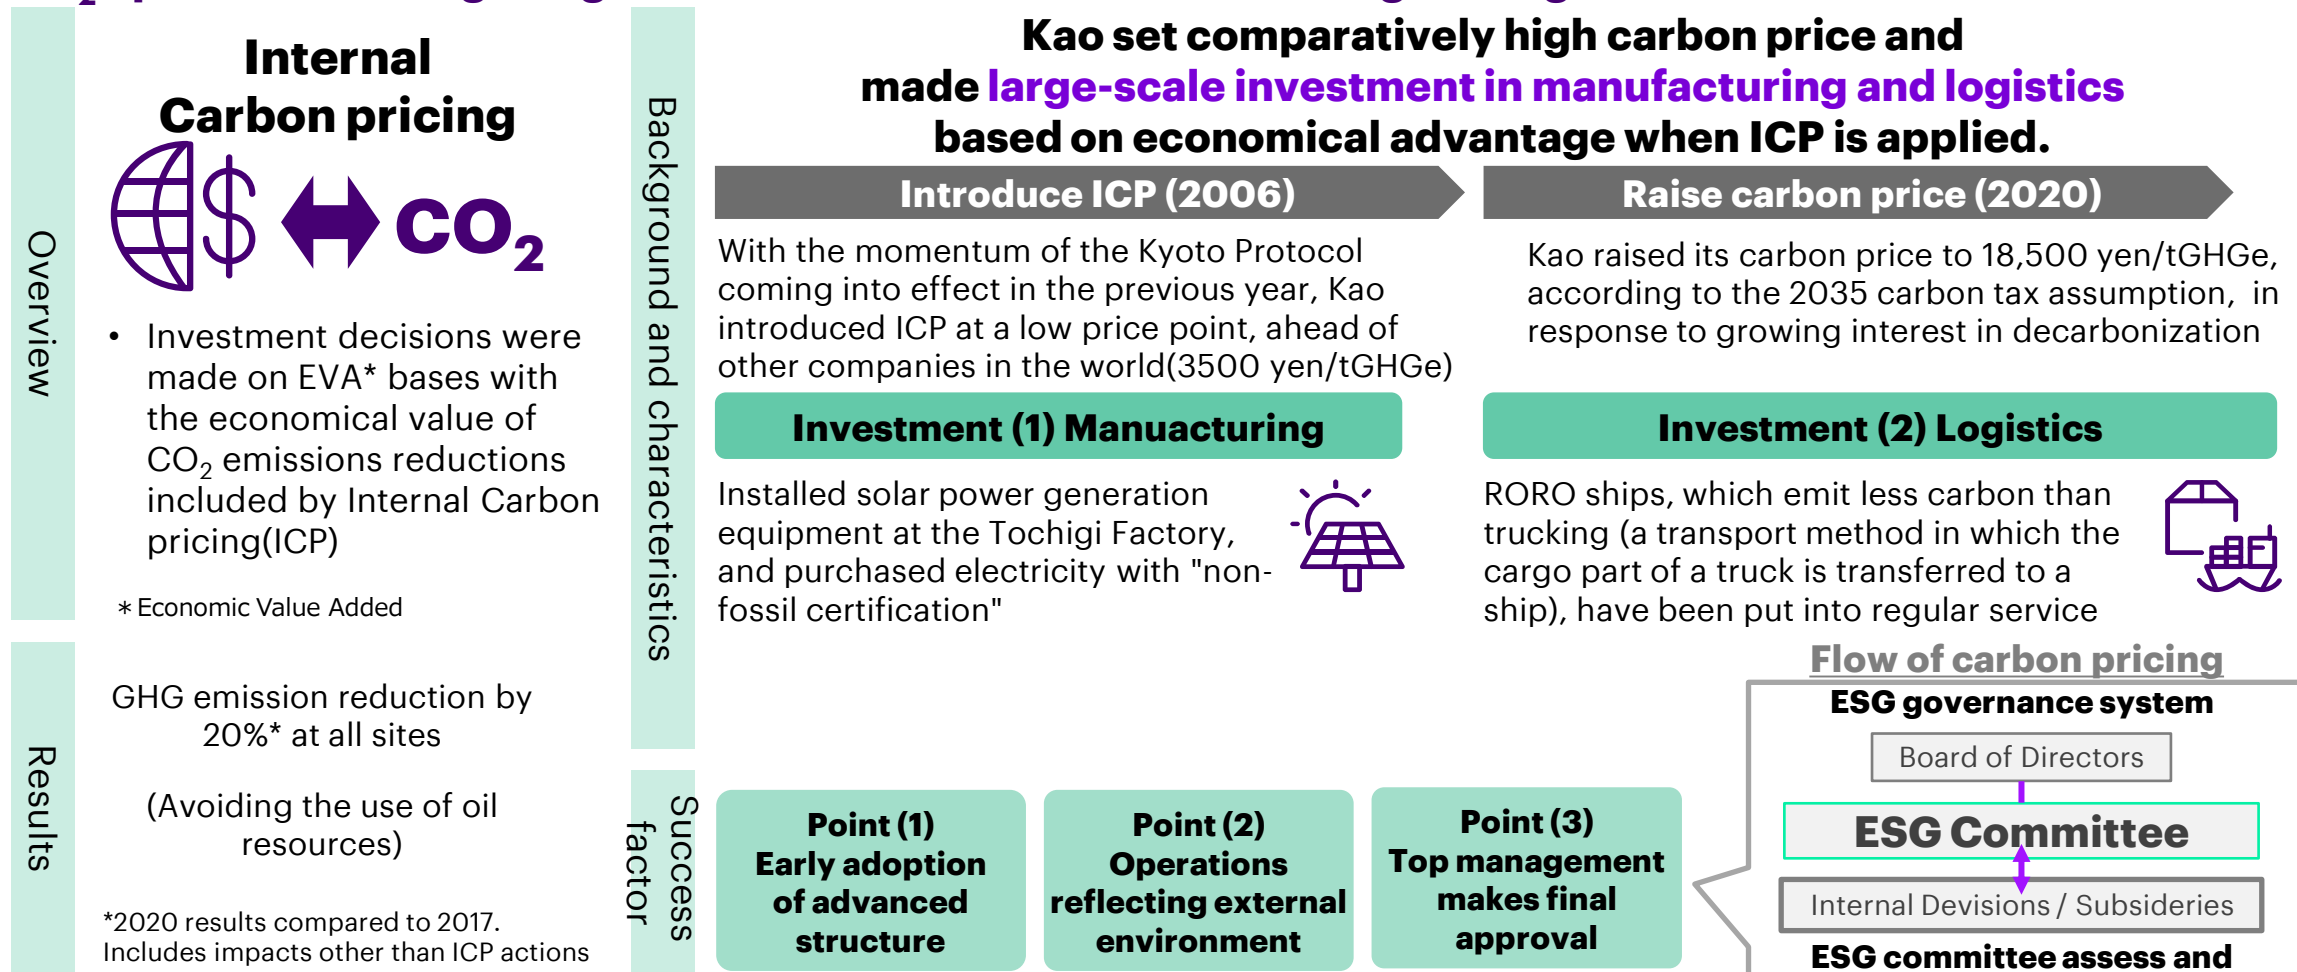 Overview
Internal
Carbon pricing
$
CO₂
• Investment decisions were
made on EVA* bases with
the economical value of
CO₂ emissions reductions
included by Internal Carbon
pricing(ICP)
＊Economic Value Added
Results
GHG emission reduction by
20%* at all sites
(Avoiding the use of oil
resources)
*2020 results compared to 2017.
Includes impacts other than ICP actions
Background and characteristics
Kao set comparatively high carbon price and
made large-scale investment in manufacturing and logistics
based on economical advantage when ICP is applied.
Introduce ICP (2006)
With the momentum of the Kyoto Protocol
coming into effect in the previous year, Kao
introduced ICP at a low price point, ahead of
other companies in the world(3500 yen/tGHGe)
Raise carbon price (2020)
Kao raised its carbon price to 18,500 yen/tGHGe,
according to the 2035 carbon tax assumption, in
response to growing interest in decarbonization
Investment (1) Manuacturing
Installed solar power generation
equipment at the Tochigi Factory,
and purchased electricity with "non-
fossil certification"
Investment (2) Logistics
RORO ships, which emit less carbon than
trucking (a transport method in which the
cargo part of a truck is transferred to a
ship), have been put into regular service
Success
factor
Point (1)
Early adoption
of advanced
structure
Point (2)
Operations
reflecting external
environment
Point (3)
Top management
makes final
approval
Flow of carbon pricing
ESG governance system
Board of Directors
ESG Committee
Internal Devisions / Subsideries
ESG committee assess and